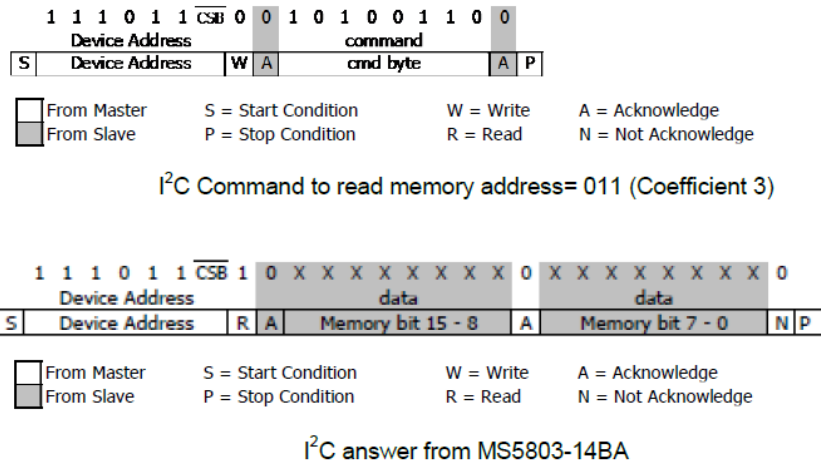 1 1 1 0 1 1 C̅S̅B̅ 0 0 1 0 1 0 0 1 1 0 0
Device Address command
S Device Address W A cmd byte A P
From Master S = Start Condition W = Write A = Acknowledge
From Slave P = Stop Condition R = Read N = Not Acknowledge
I²C Command to read memory address= 011 (Coefficient 3)
1 1 1 0 1 1 C̅S̅B̅ 1 0 X X X X X X X X 0 X X X X X X X X 0
Device Address data data
S Device Address R A Memory bit 15 - 8 A Memory bit 7 - 0 N P
From Master S = Start Condition W = Write A = Acknowledge
From Slave P = Stop Condition R = Read N = Not Acknowledge
I²C answer from MS5803-14BA